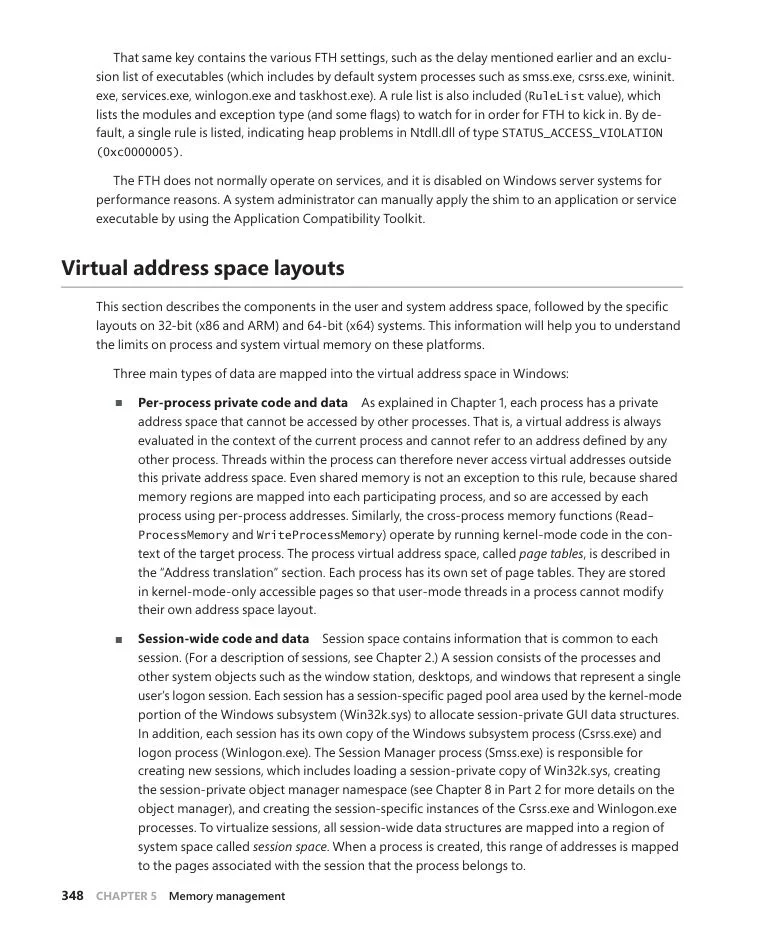 That same key contains the various FTH settings, such as the delay mentioned earlier and an exclu-
sion list of executables (which includes by default system processes such as smss.exe, csrss.exe, wininit.
exe, services.exe, winlogon.exe and taskhost.exe). A rule list is also included (RuleList value), which
lists the modules and exception type (and some flags) to watch for in order for FTH to kick in. By de-
fault, a single rule is listed, indicating heap problems in Ntdll.dll of type STATUS_ACCESS_VIOLATION
(0xc0000005).
The FTH does not normally operate on services, and it is disabled on Windows server systems for
performance reasons. A system administrator can manually apply the shim to an application or service
executable by using the Application Compatibility Toolkit.
Virtual address space layouts
This section describes the components in the user and system address space, followed by the specific
layouts on 32-bit (x86 and ARM) and 64-bit (x64) systems. This information will help you to understand
the limits on process and system virtual memory on these platforms.
Three main types of data are mapped into the virtual address space in Windows:
■ Per-process private code and data As explained in Chapter 1, each process has a private
address space that cannot be accessed by other processes. That is, a virtual address is always
evaluated in the context of the current process and cannot refer to an address defined by any
other process. Threads within the process can therefore never access virtual addresses outside
this private address space. Even shared memory is not an exception to this rule, because shared
memory regions are mapped into each participating process, and so are accessed by each
process using per-process addresses. Similarly, the cross-process memory functions (Read-
ProcessMemory and WriteProcessMemory) operate by running kernel-mode code in the con-
text of the target process. The process virtual address space, called page tables, is described in
the “Address translation” section. Each process has its own set of page tables. They are stored
in kernel-mode-only accessible pages so that user-mode threads in a process cannot modify
their own address space layout.
■ Session-wide code and data Session space contains information that is common to each
session. (For a description of sessions, see Chapter 2.) A session consists of the processes and
other system objects such as the window station, desktops, and windows that represent a single
user’s logon session. Each session has a session-specific paged pool area used by the kernel-mode
portion of the Windows subsystem (Win32k.sys) to allocate session-private GUI data structures.
In addition, each session has its own copy of the Windows subsystem process (Csrss.exe) and
logon process (Winlogon.exe). The Session Manager process (Smss.exe) is responsible for
creating new sessions, which includes loading a session-private copy of Win32k.sys, creating
the session-private object manager namespace (see Chapter 8 in Part 2 for more details on the
object manager), and creating the session-specific instances of the Csrss.exe and Winlogon.exe
processes. To virtualize sessions, all session-wide data structures are mapped into a region of
system space called session space. When a process is created, this range of addresses is mapped
to the pages associated with the session that the process belongs to.
348 CHAPTER 5 Memory management